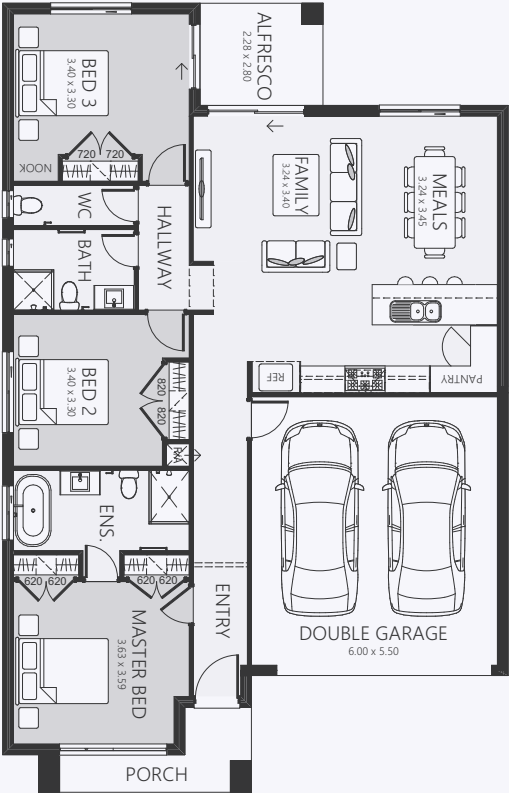 ALFRESCO
2.28 x 2.80
BED 3
3.40 x 3.30
720 720
NOOK
FAMILY
3.24 x 3.40
MEALS
3.24 x 3.45
WC
HALLWAY
BATH
BED 2
3.40 x 3.30
820 820
REF
PANTRY
R/A
ENS.
620 620
620 620
ENTRY
MASTER BED
3.63 x 3.59
DOUBLE GARAGE
6.00 x 5.50
PORCH